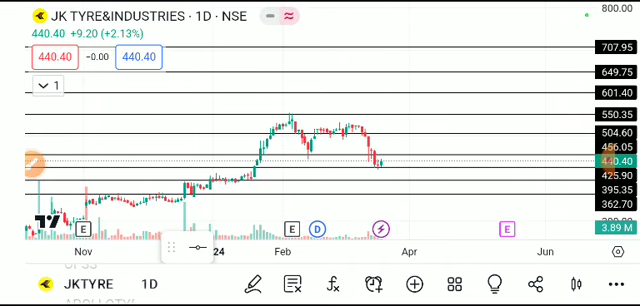 JK TYRE&INDUSTRIES · 1D · NSE
440.40 +9.20 (+2.13%)
440.40 −0.00 440.40
1
800.00
707.95
649.75
601.40
550.35
504.60
456.05
440.40
425.90
395.35
362.70
3.89 M
E E D E
Nov 24 Feb Apr Jun
JKTYRE 1D